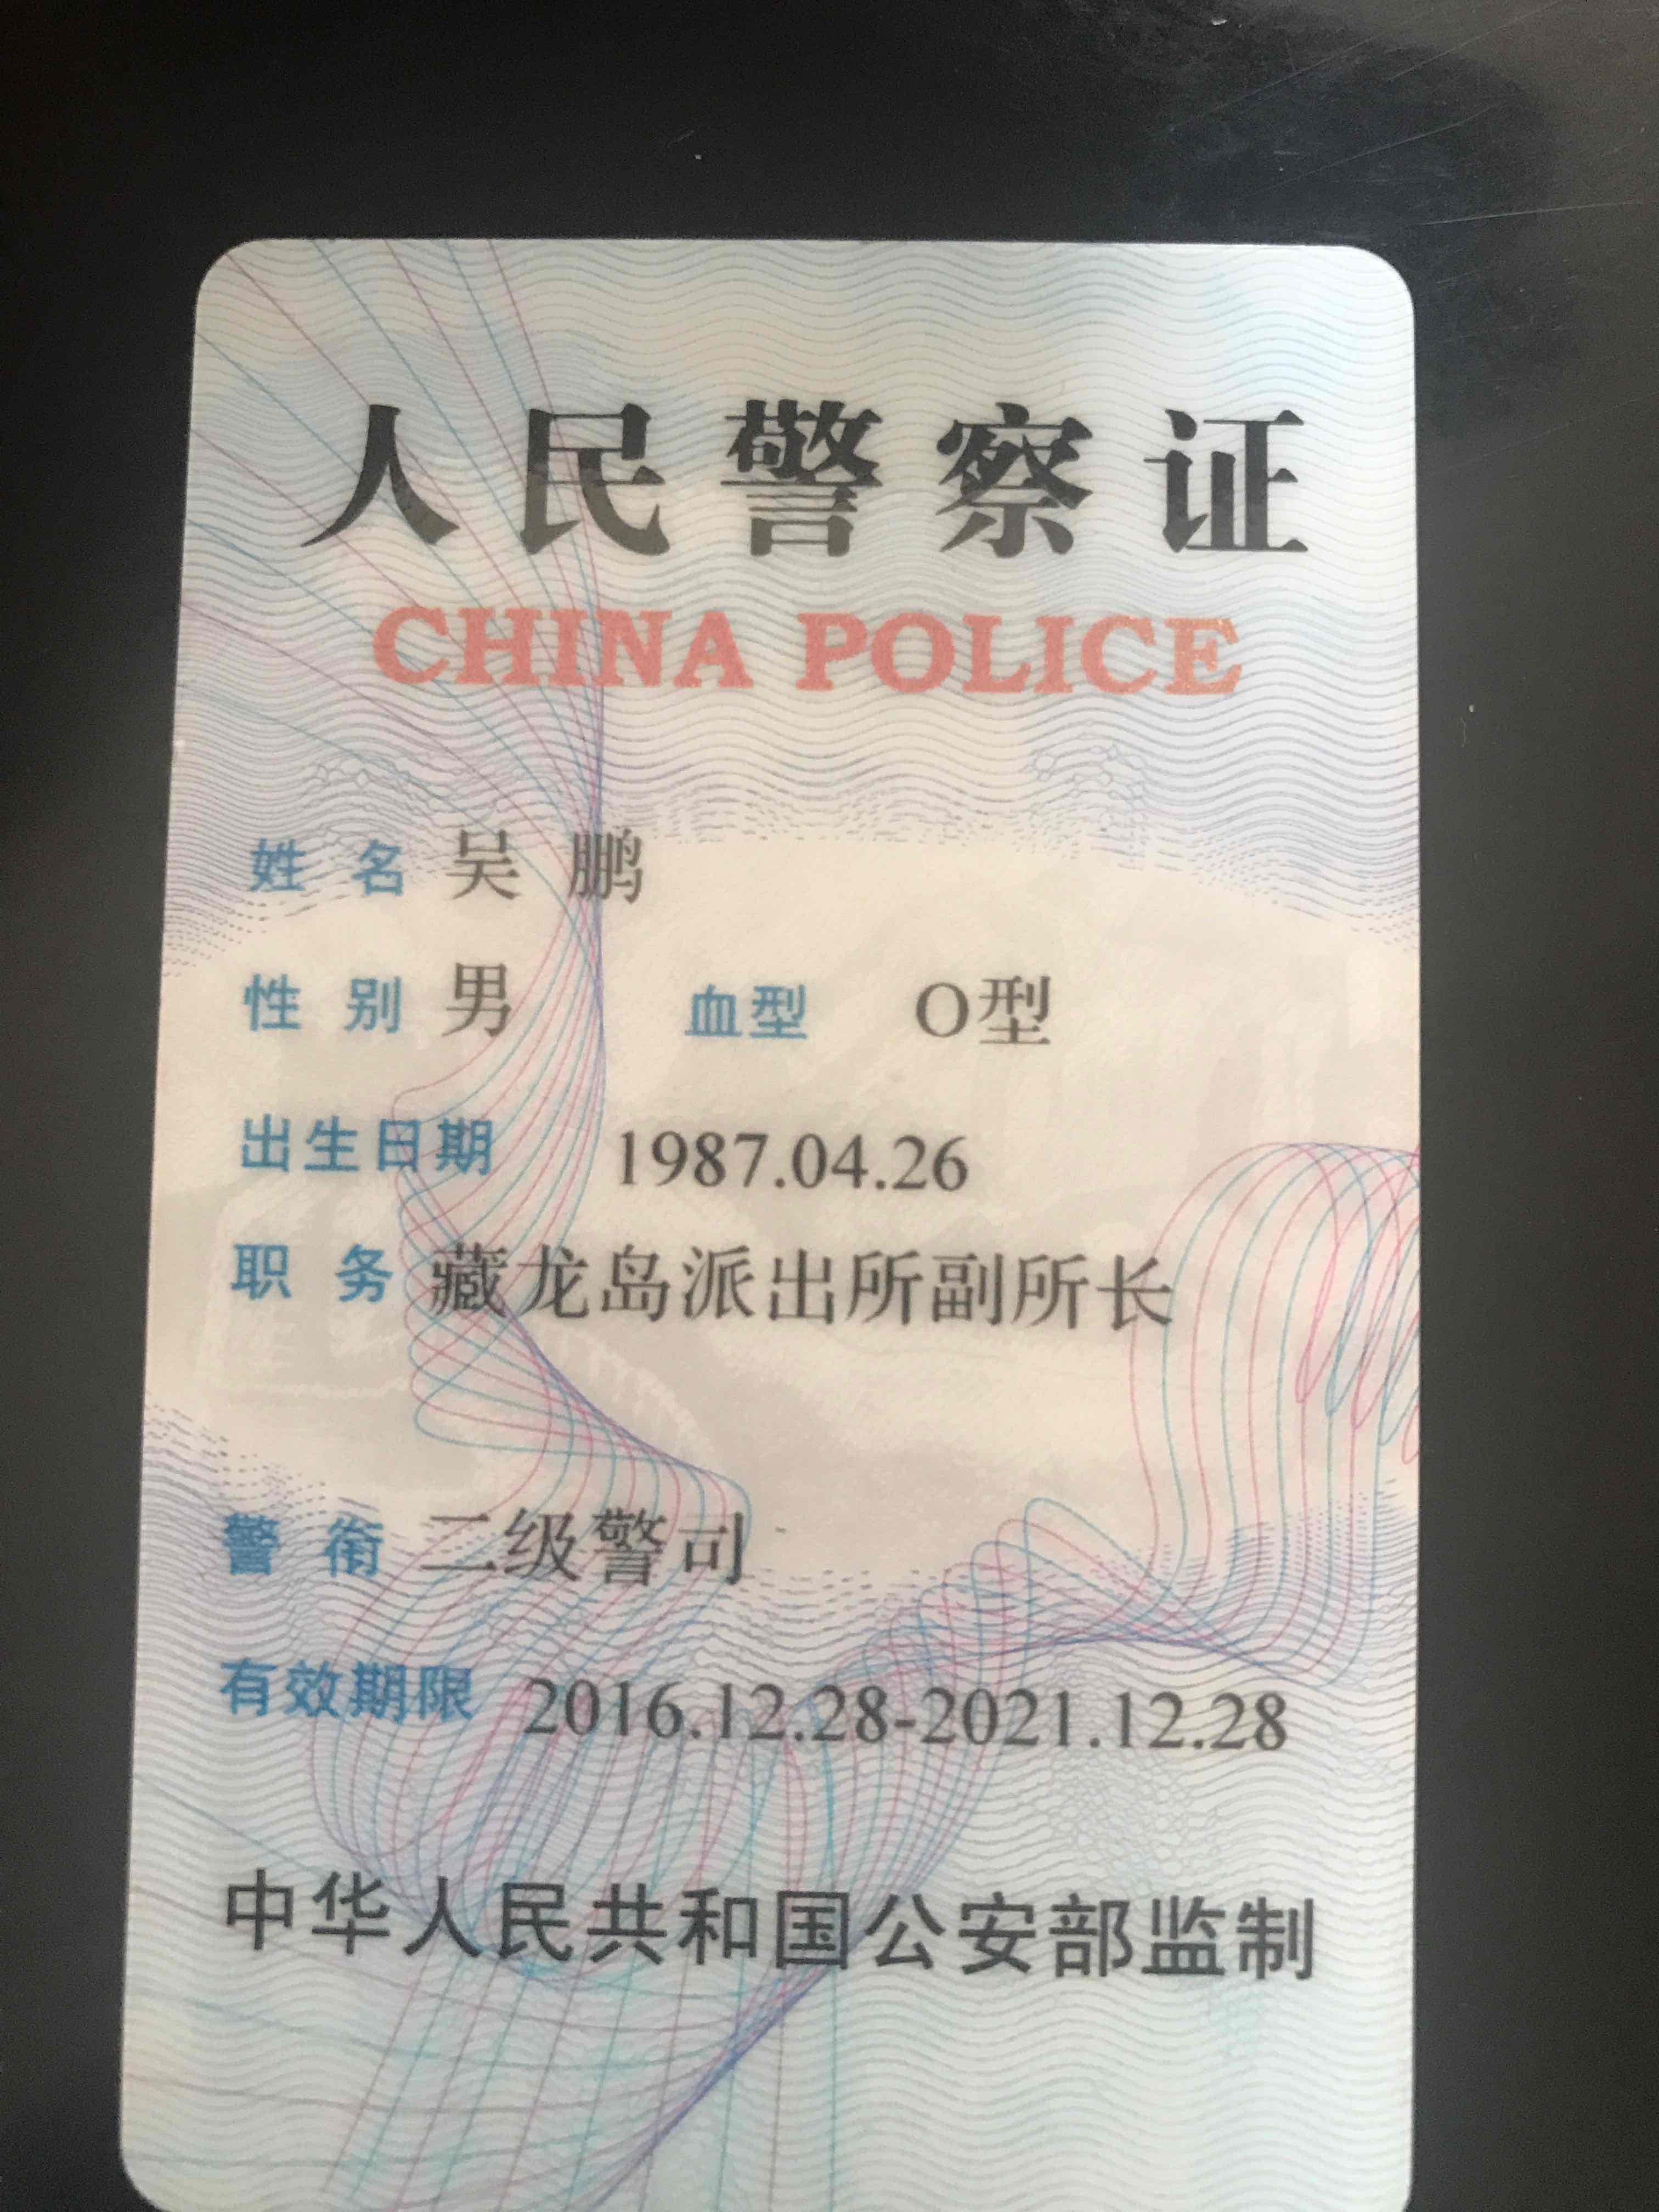 人民警察证
CHINA POLICE
姓 名 吴 鹏
性 别 男 血型 O型
出生日期 1987.04.26
职 务 藏龙岛派出所副所长
警 衔 二级警司
有效期限 2016.12.28-2021.12.28
中华人民共和国公安部监制